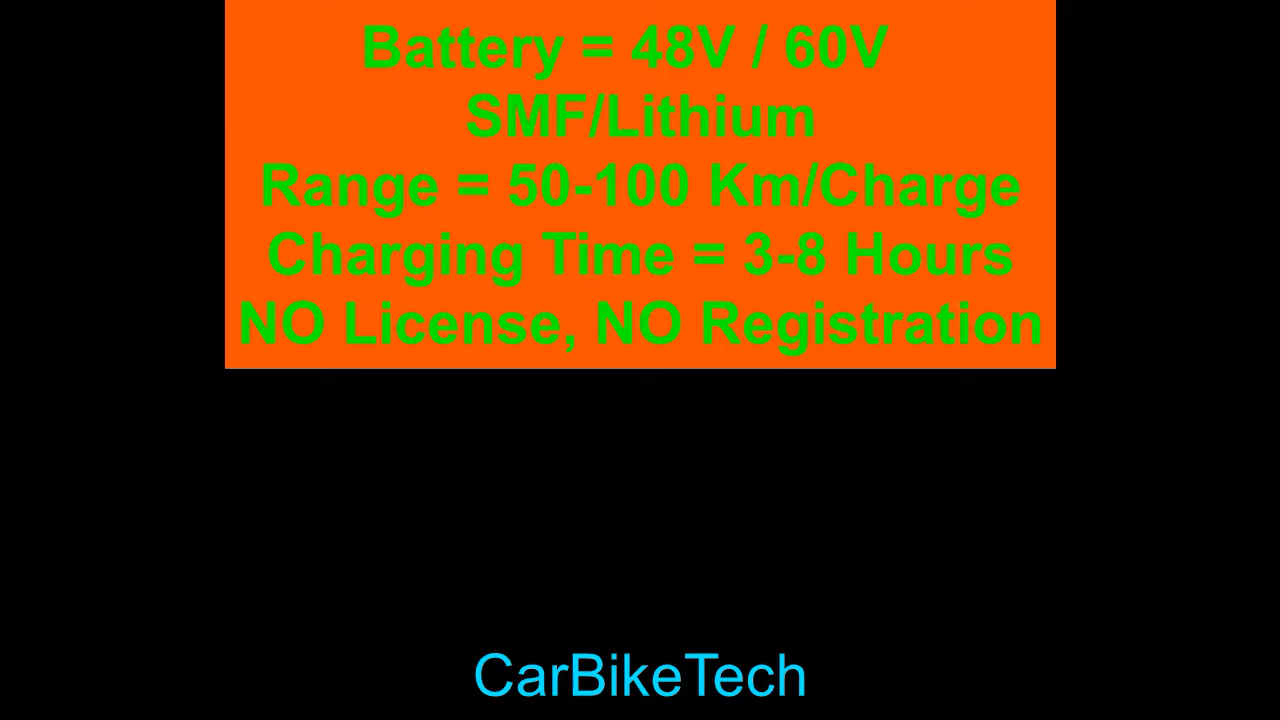 Battery = 48V / 60V
SMF/Lithium
Range = 50-100 Km/Charge
Charging Time = 3-8 Hours
NO License, NO Registration
CarBikeTech